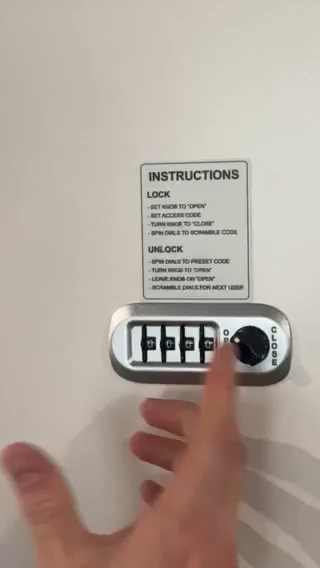 INSTRUCTIONS
LOCK
- SET KNOB TO "OPEN"
- SET ACCESS CODE
- TURN KNOB TO "CLOSE"
- SPIN DIALS TO SCRAMBLE CODE
UNLOCK
- SPIN DIALS TO PRESET CODE
- TURN KNOB TO "OPEN"
- LEAVE KNOB ON "OPEN"
- SCRAMBLE DIALS FOR NEXT USER
CLOSE